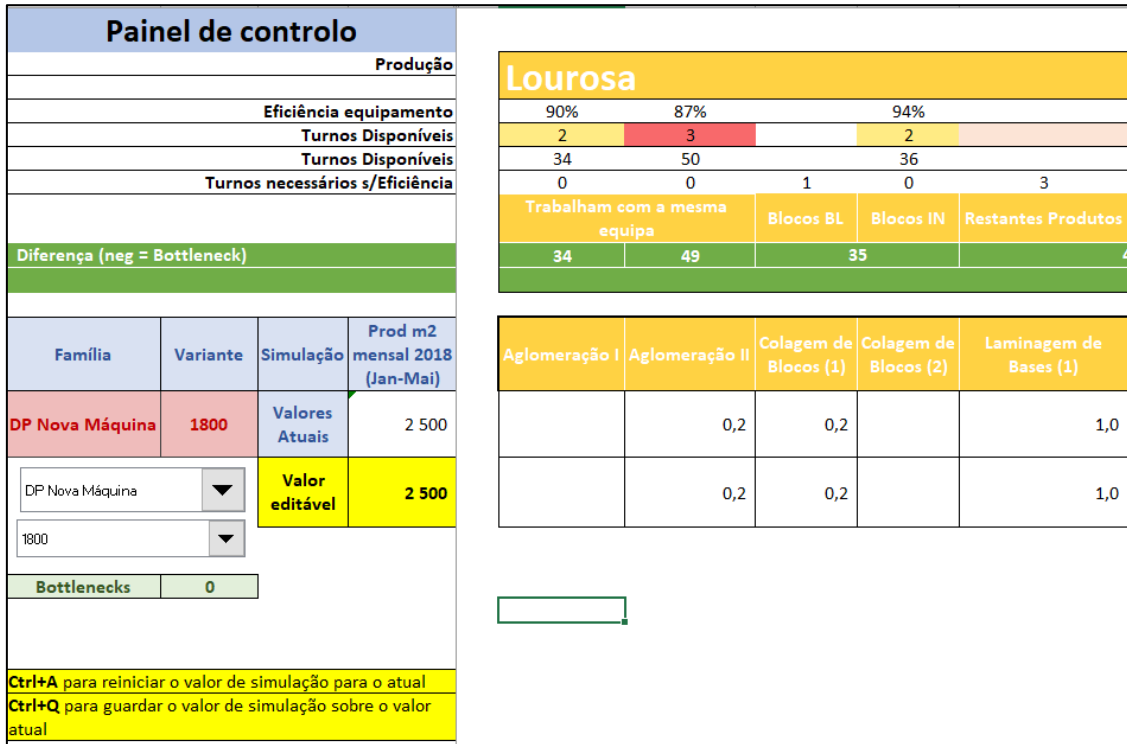 Painel de controlo
Produção
Lourosa
Eficiência equipamento 90% 87% 94%
Turnos Disponíveis 2 3 2
Turnos Disponíveis 34 50 36
Turnos necessários s/Eficiência 0 0 1 0 3
Trabalham com a mesma
equipa
Blocos BL Blocos IN Restantes Produtos
Diferença (neg = Bottleneck) 34 49 35
Família Variante Simulação
Prod m2
mensal 2018
(Jan-Mai)
Aglomeração I Aglomeração II
Colagem de
Blocos (1)
Colagem de
Blocos (2)
Laminagem de
Bases (1)
DP Nova Máquina 1800
Valores
Atuais
2 500 0,2 0,2 1,0
DP Nova Máquina
Valor
editável
2 500 0,2 0,2 1,0
1800
Bottlenecks 0
Ctrl+A para reiniciar o valor de simulação para o atual
Ctrl+Q para guardar o valor de simulação sobre o valor
atual